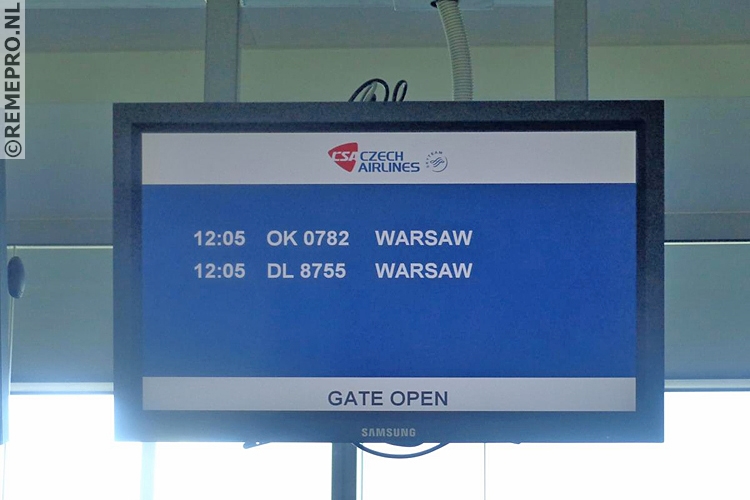 ©REMEPRO.NL
CSA CZECH
AIRLINES
12:05 OK 0782 WARSAW
12:05 DL 8755 WARSAW
GATE OPEN
SAMSUNG